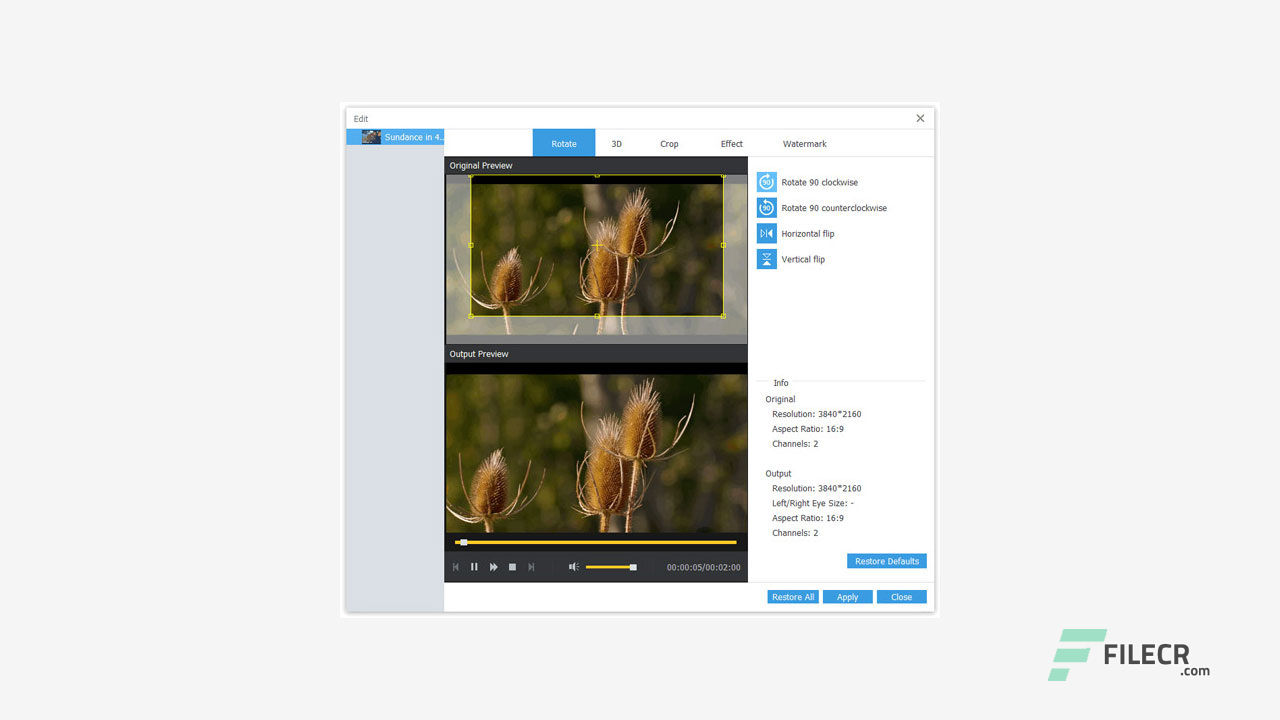 Edit
Sundance in 4...
Rotate
3D
Crop
Effect
Watermark
Original Preview
90
Rotate 90 clockwise
90
Rotate 90 counterclockwise
Horizontal flip
Vertical flip
Output Preview
Info
Original
Resolution: 3840*2160
Aspect Ratio: 16:9
Channels: 2
Output
Resolution: 3840*2160
Left/Right Eye Size: -
Aspect Ratio: 16:9
Channels: 2
Restore Defaults
00:00:05/00:02:00
Restore All
Apply
Close
FILECR
.com